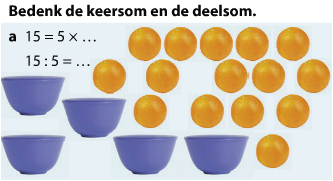 Bedenk de keersom en de deelsom.
a 15 = 5 × ...
15 : 5 = ...